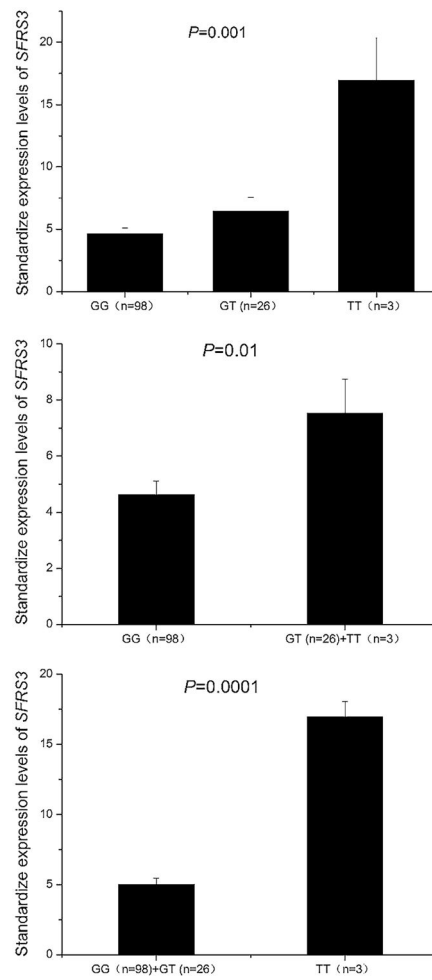 P=0.001
Standardize expression levels of SFRS3
20
15
10
5
0
GG（n=98） GT (n=26) TT（n=3）
P=0.01
Standardize expression levels of SFRS3
10
8
6
4
2
0
GG（n=98） GT (n=26)+TT（n=3）
P=0.0001
Standardize expression levels of SFRS3
20
15
10
5
0
GG（n=98)+GT (n=26） TT（n=3）